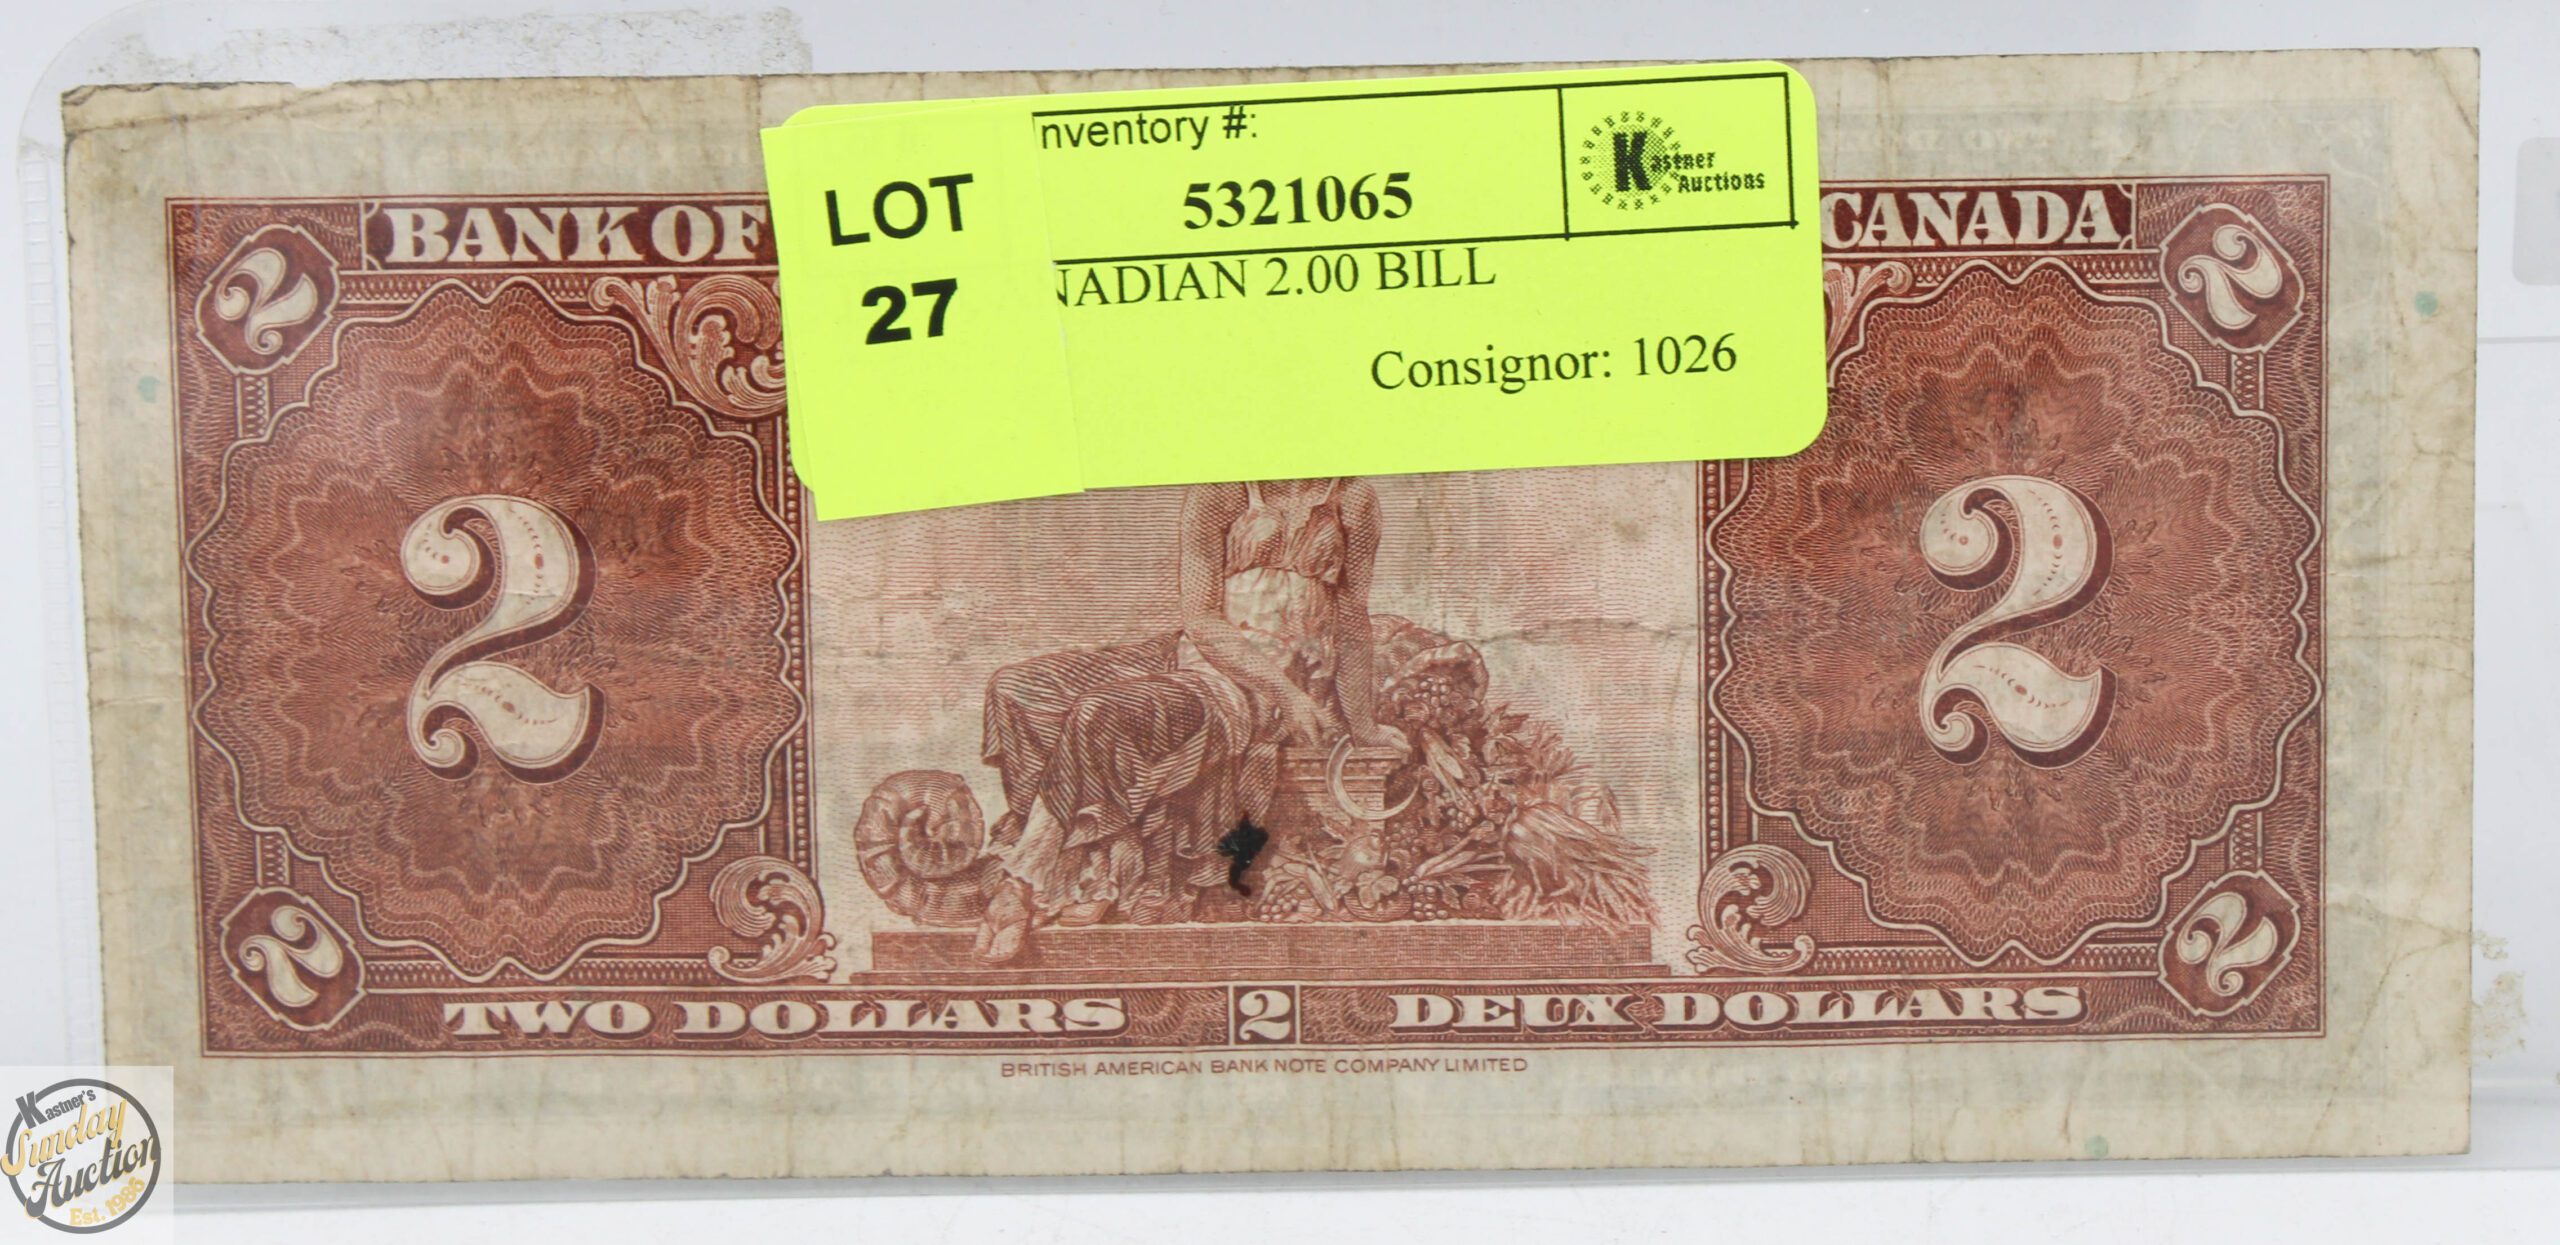 nventory #:
5321065
Kastner
Auctions
LOT
27
NADIAN 2.00 BILL
Consignor: 1026
BANK OF
CANADA
2
2
2
2
2
2
TWO DOLLARS 2 DEUX DOLLARS
BRITISH AMERICAN BANK NOTE COMPANY LIMITED
Kastner's
Sunday
Auction
Est. 1986